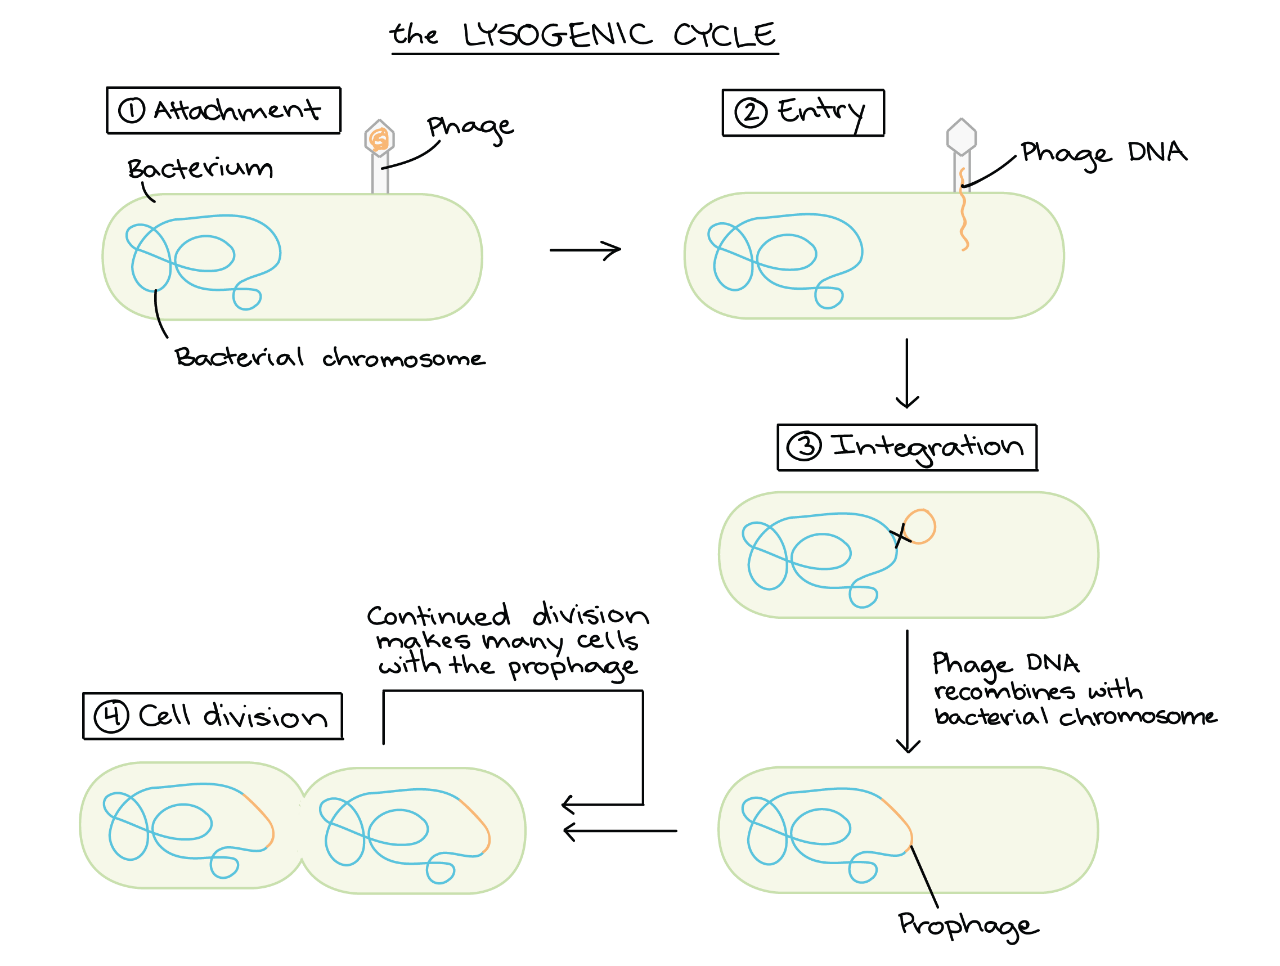 the LYSOGENIC CYCLE
① Attachment
Phage
Bacterium
Bacterial chromosome
② Entry
Phage DNA
③ Integration
Phage DNA
recombines with
bacterial chromosome
Prophage
Continued division
makes many cells
with the prophage
④ Cell division